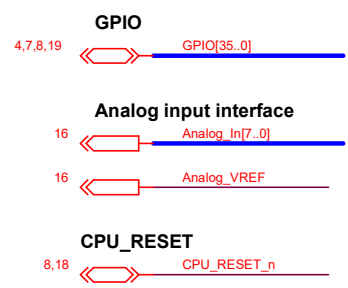 GPIO
4,7,8,19 GPIO[35..0]
Analog input interface
16 Analog_In[7..0]
16 Analog_VREF
CPU_RESET
8,18 CPU_RESET_n